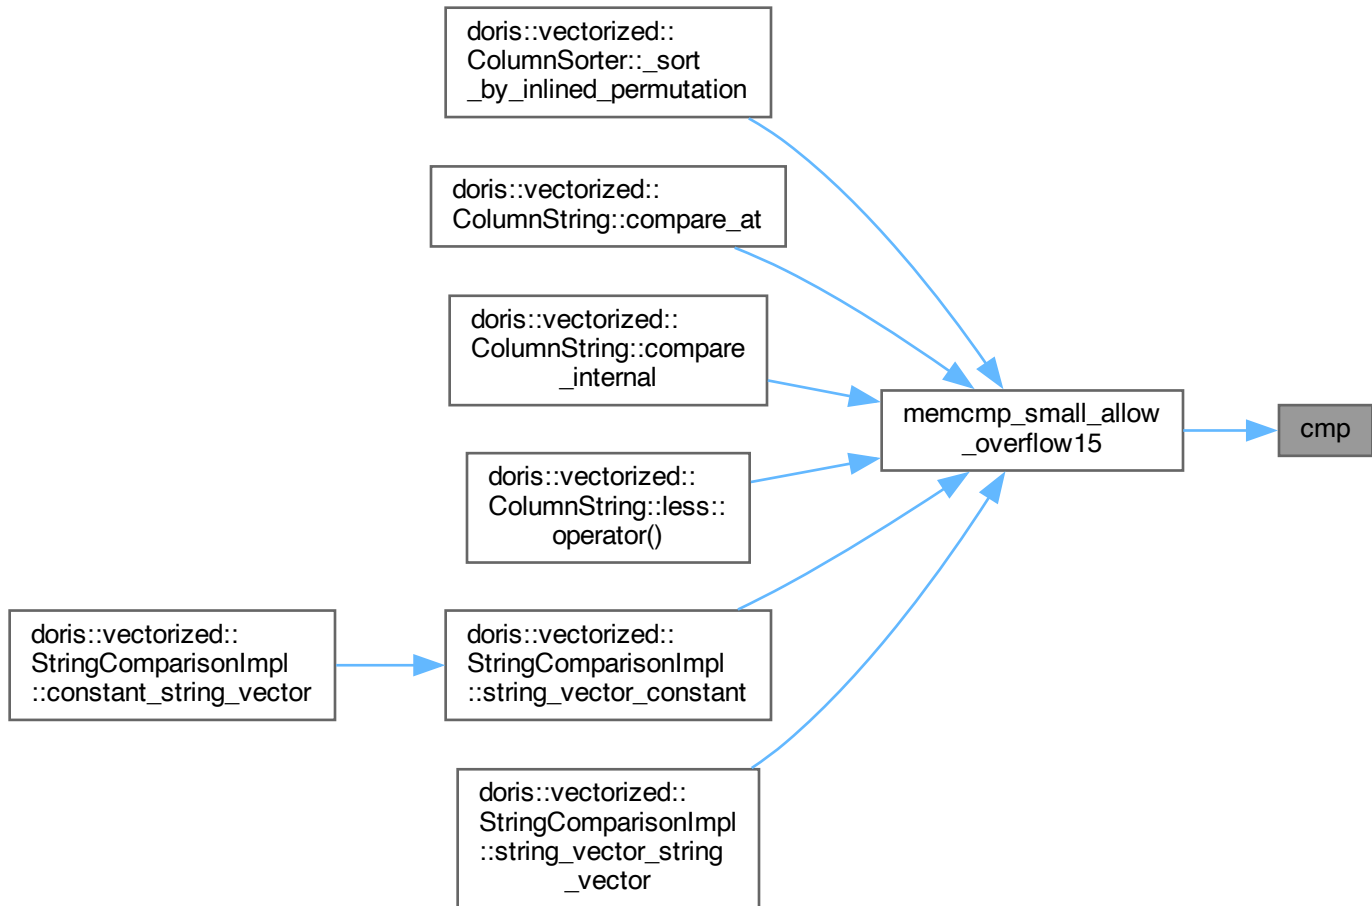 doris::vectorized::
ColumnSorter::_sort
_by_inlined_permutation
doris::vectorized::
ColumnString::compare_at
doris::vectorized::
ColumnString::compare
_internal
doris::vectorized::
ColumnString::less::
operator()
doris::vectorized::
StringComparisonImpl
::constant_string_vector
doris::vectorized::
StringComparisonImpl
::string_vector_constant
doris::vectorized::
StringComparisonImpl
::string_vector_string
_vector
memcmp_small_allow
_overflow15
cmp